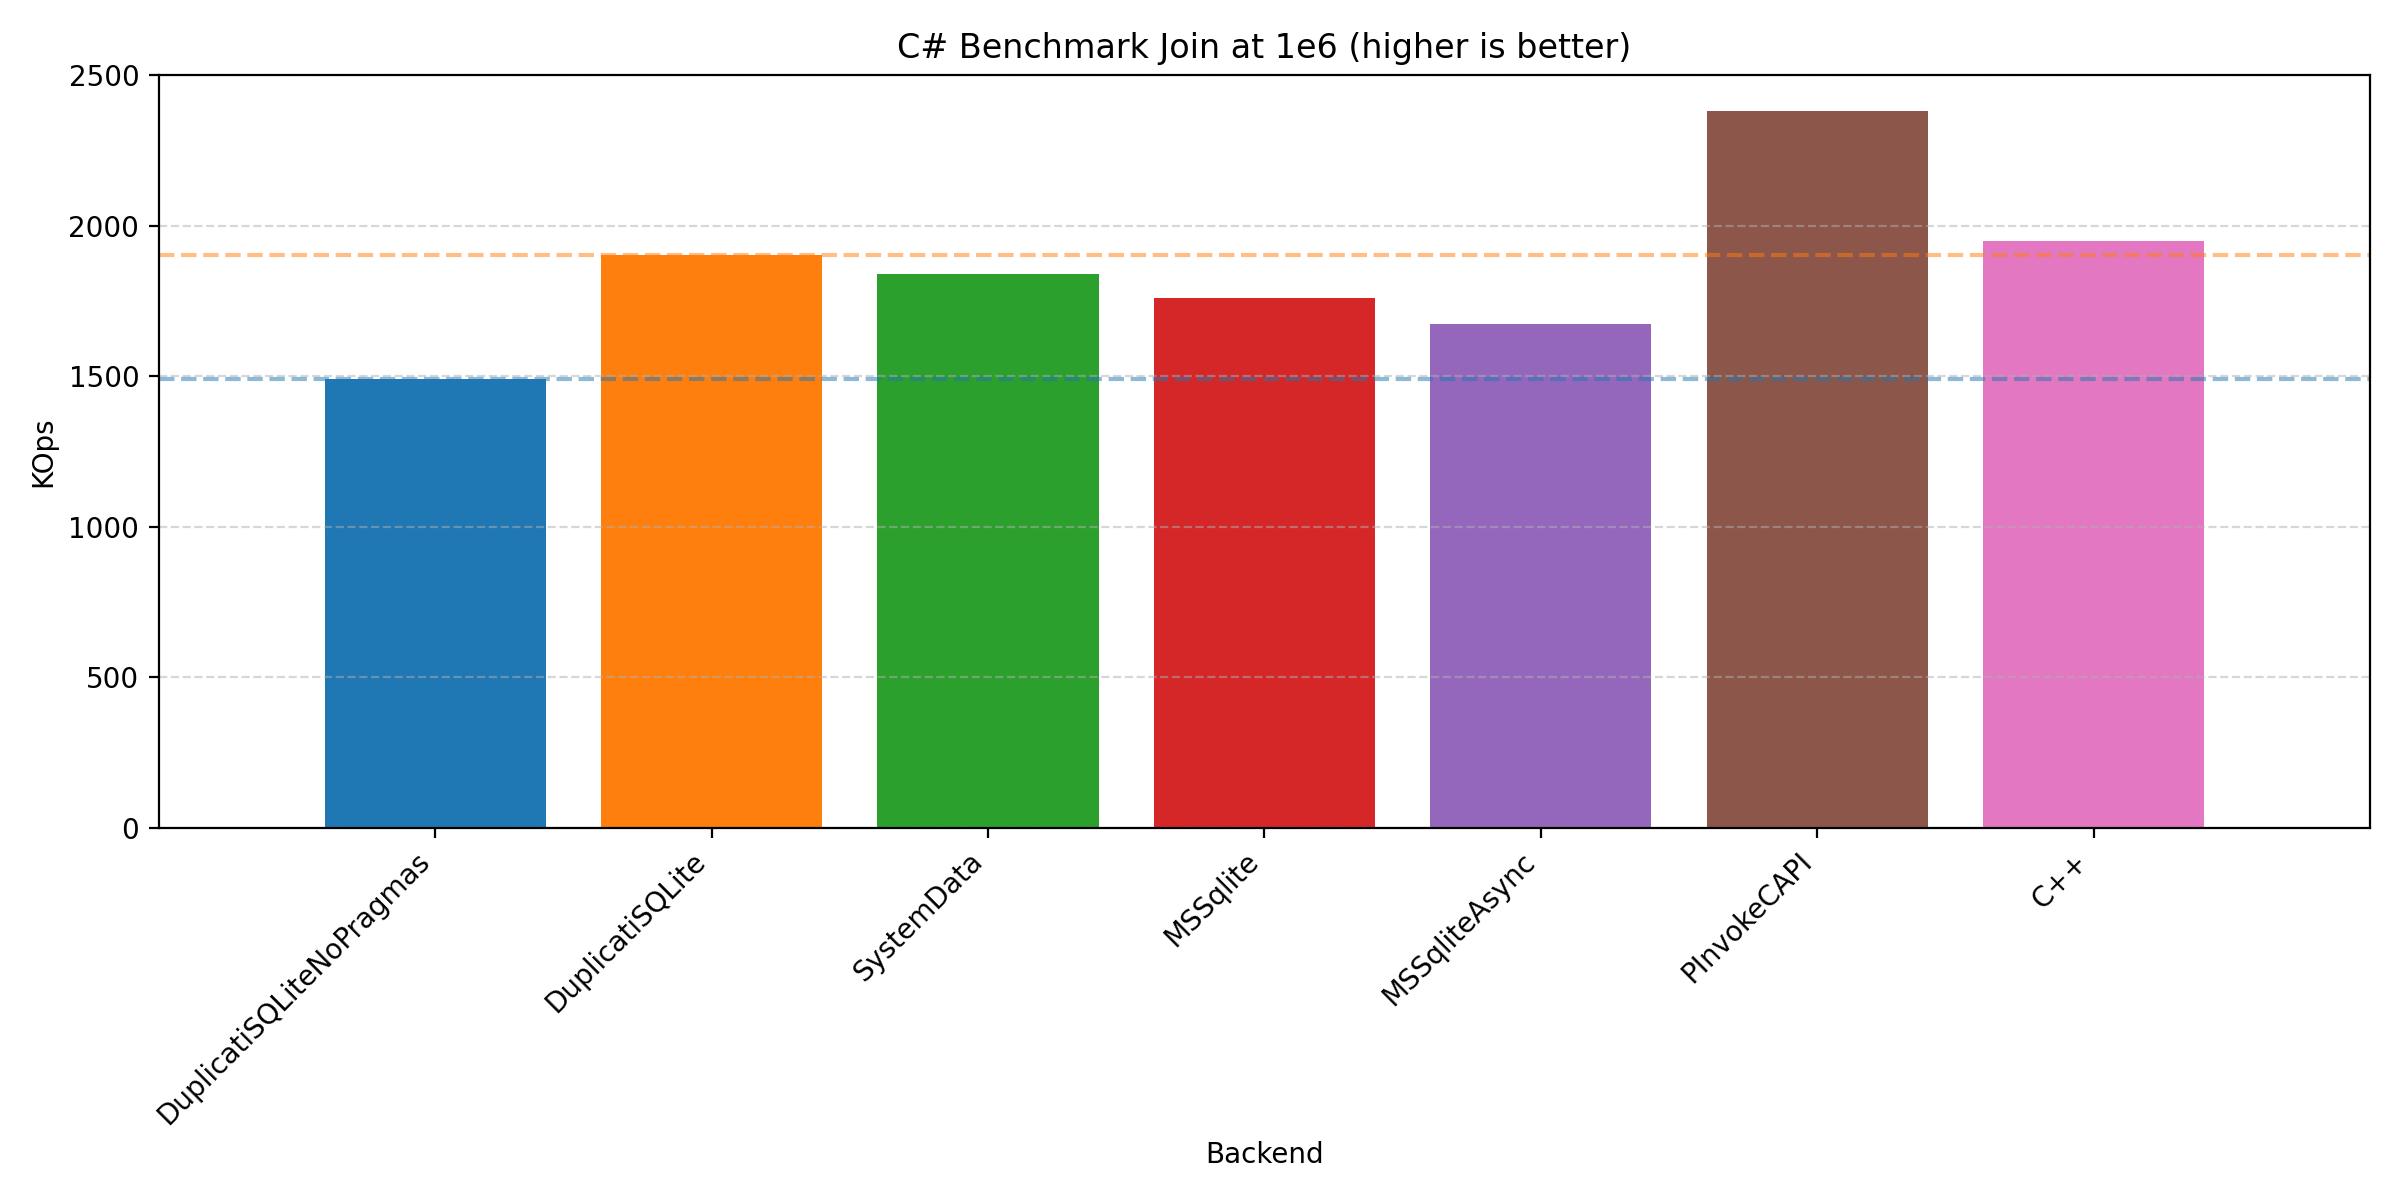 C# Benchmark Join at 1e6 (higher is better)
2500
2000
1500
1000
500
0
KOps
DuplicatiSQLiteNoPragmas
DuplicatiSQLite
SystemData
MSSqlite
MSSqliteAsync
PInvokeCAPI
C++
Backend